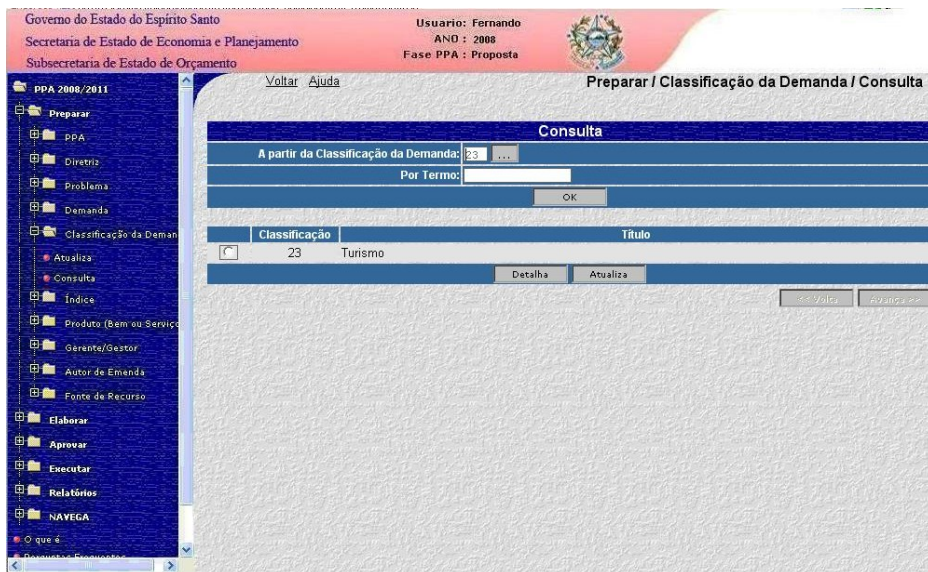 Governo do Estado do Espírito Santo
Secretaria de Estado de Economia e Planejamento
Subsecretaria de Estado de Orçamento
Usuario: Fernando
ANO : 2008
Fase PPA : Proposta
PPA 2008/2011
Preparar
PPA
Diretriz
Problema
Demanda
Classificação da Deman
Atualiza
Consulta
Índice
Produto (Bem ou Serviço
Gerente/Gestor
Autor de Emenda
Fonte de Recurso
Elaborar
Aprovar
Executar
Relatórios
NAVEGA
O que é
Perguntas Frequentes
Voltar Ajuda
Preparar / Classificação da Demanda / Consulta
Consulta
A partir da Classificação da Demanda: 23 ...
Por Termo:
OK
Classificação Título
23 Turismo
Detalha Atualiza
<< Volta Avança >>